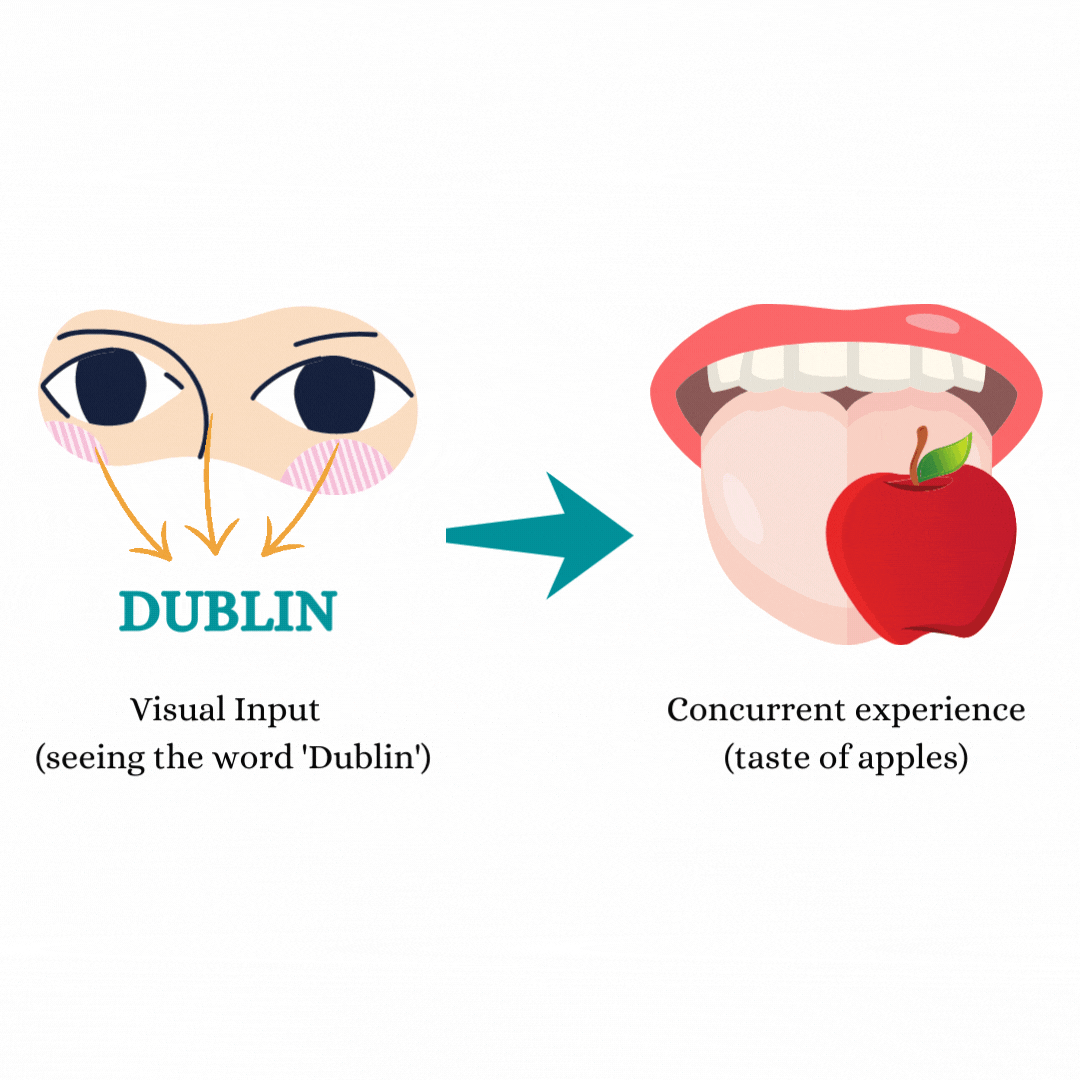 DUBLIN
Visual Input
(seeing the word 'Dublin')
Concurrent experience
(taste of apples)